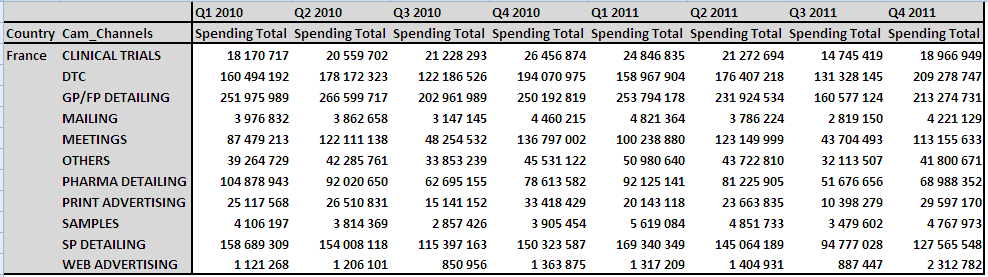 Q1 2010 Q2 2010 Q3 2010 Q4 2010 Q1 2011 Q2 2011 Q3 2011 Q4 2011
Country Cam_Channels Spending Total Spending Total Spending Total Spending Total Spending Total Spending Total Spending Total Spending Total
France CLINICAL TRIALS 18 170 717 20 559 702 21 228 293 26 456 874 24 846 835 21 272 694 14 745 419 18 966 949
DTC 160 494 192 178 172 323 122 186 526 194 070 975 158 967 904 176 407 218 131 328 145 209 278 747
GP/FP DETAILING 251 975 989 266 599 717 202 961 989 250 192 819 253 794 178 231 924 534 160 577 124 213 274 731
MAILING 3 976 832 3 862 658 3 147 145 4 460 215 4 821 364 3 786 224 2 819 150 4 221 129
MEETINGS 87 479 213 122 111 138 48 254 532 136 797 002 100 238 880 123 149 999 43 704 493 113 155 633
OTHERS 39 264 729 42 285 761 33 853 239 45 531 122 50 980 640 43 722 810 32 113 507 41 800 671
PHARMA DETAILING 104 878 943 92 020 650 62 695 155 78 613 582 92 125 141 81 225 905 51 676 656 68 988 352
PRINT ADVERTISING 25 117 568 26 510 831 15 141 152 33 418 429 20 143 118 23 663 835 10 398 279 29 597 170
SAMPLES 4 106 197 3 814 369 2 857 426 3 905 454 5 619 084 4 851 733 3 479 602 4 767 973
SP DETAILING 158 689 309 154 008 118 115 397 163 150 323 587 169 340 349 145 064 189 94 777 028 127 565 548
WEB ADVERTISING 1 121 268 1 206 101 850 956 1 363 875 1 317 209 1 404 931 887 447 2 312 782